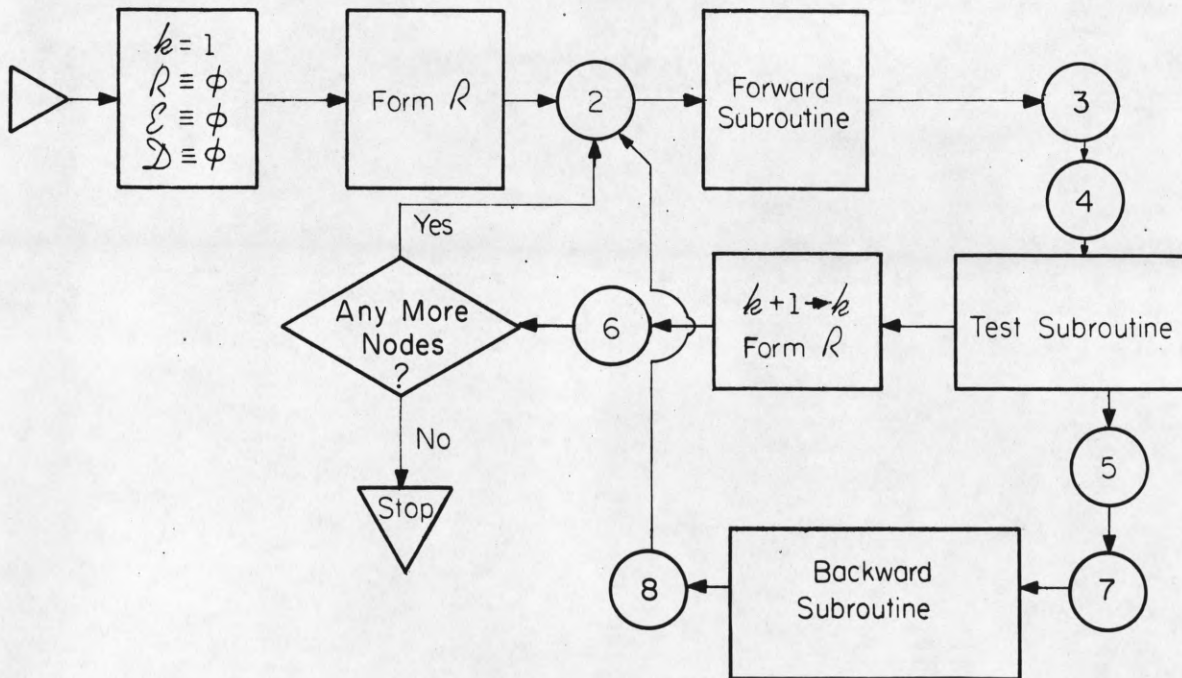 k = 1
R ≡ ϕ
ℰ ≡ ϕ
𝒟 ≡ ϕ
Form R
2
Forward
Subroutine
3
4
Yes
Any More
Nodes
?
6
k + 1 → k
Form R
Test Subroutine
No
5
Stop
8
Backward
Subroutine
7